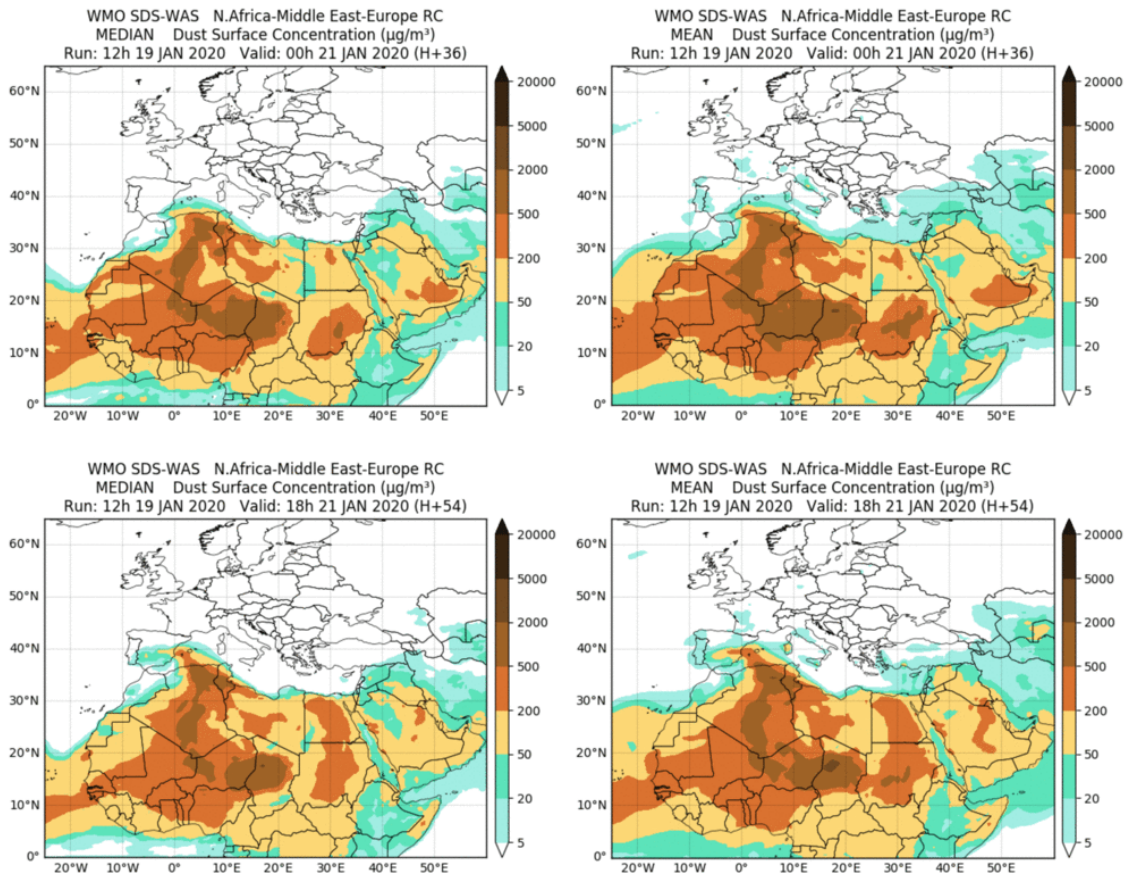 WMO SDS-WAS   N.Africa-Middle East-Europe RC
MEDIAN    Dust Surface Concentration (µg/m³)
Run: 12h 19 JAN 2020   Valid: 00h 21 JAN 2020 (H+36)
60°N
50°N
40°N
30°N
20°N
10°N
0°
20°W 10°W 0° 10°E 20°E 30°E 40°E 50°E
20000
5000
2000
500
200
50
20
5
WMO SDS-WAS   N.Africa-Middle East-Europe RC
MEAN    Dust Surface Concentration (µg/m³)
Run: 12h 19 JAN 2020   Valid: 00h 21 JAN 2020 (H+36)
60°N
50°N
40°N
30°N
20°N
10°N
0°
20°W 10°W 0° 10°E 20°E 30°E 40°E 50°E
20000
5000
2000
500
200
50
20
5
WMO SDS-WAS   N.Africa-Middle East-Europe RC
MEDIAN    Dust Surface Concentration (µg/m³)
Run: 12h 19 JAN 2020   Valid: 18h 21 JAN 2020 (H+54)
60°N
50°N
40°N
30°N
20°N
10°N
0°
20°W 10°W 0° 10°E 20°E 30°E 40°E 50°E
20000
5000
2000
500
200
50
20
5
WMO SDS-WAS   N.Africa-Middle East-Europe RC
MEAN    Dust Surface Concentration (µg/m³)
Run: 12h 19 JAN 2020   Valid: 18h 21 JAN 2020 (H+54)
60°N
50°N
40°N
30°N
20°N
10°N
0°
20°W 10°W 0° 10°E 20°E 30°E 40°E 50°E
20000
5000
2000
500
200
50
20
5